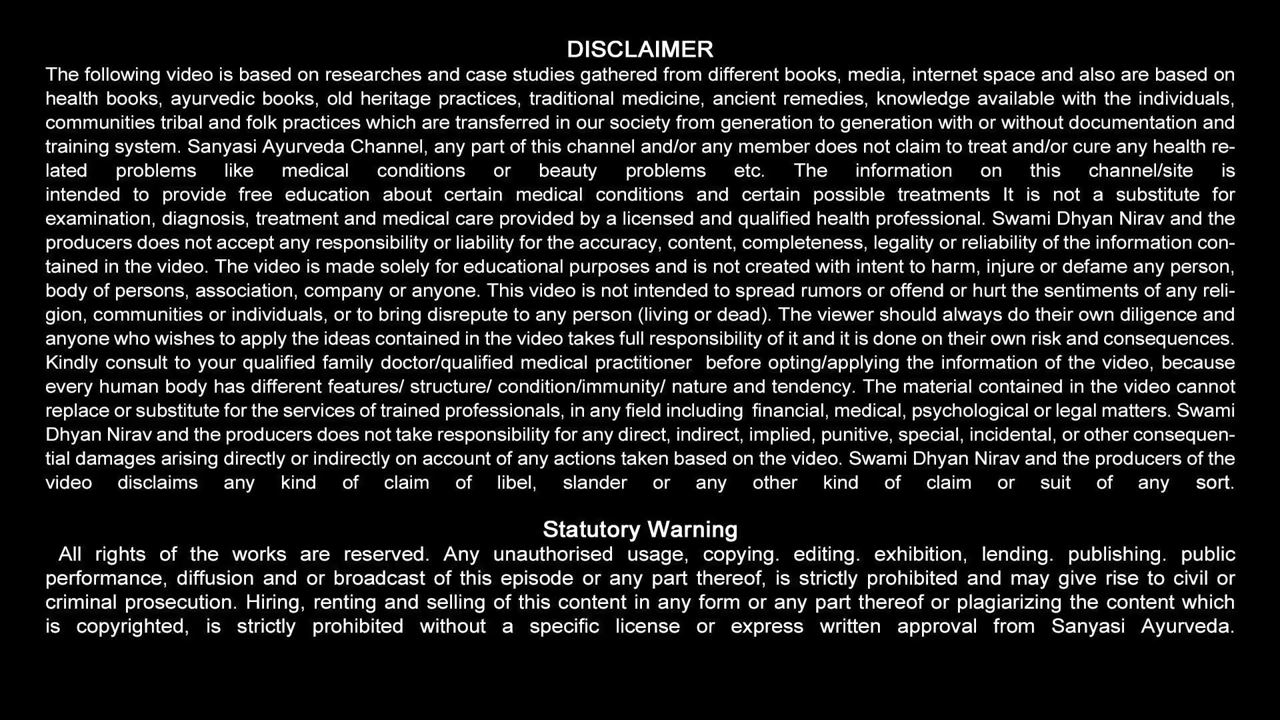 DISCLAIMER
The following video is based on researches and case studies gathered from different books, media, internet space and also are based on
health books, ayurvedic books, old heritage practices, traditional medicine, ancient remedies, knowledge available with the individuals,
communities tribal and folk practices which are transferred in our society from generation to generation with or without documentation and
training system. Sanyasi Ayurveda Channel, any part of this channel and/or any member does not claim to treat and/or cure any health re-
lated problems like medical conditions or beauty problems etc. The information on this channel/site is
intended to provide free education about certain medical conditions and certain possible treatments It is not a substitute for
examination, diagnosis, treatment and medical care provided by a licensed and qualified health professional. Swami Dhyan Nirav and the
producers does not accept any responsibility or liability for the accuracy, content, completeness, legality or reliability of the information con-
tained in the video. The video is made solely for educational purposes and is not created with intent to harm, injure or defame any person,
body of persons, association, company or anyone. This video is not intended to spread rumors or offend or hurt the sentiments of any reli-
gion, communities or individuals, or to bring disrepute to any person (living or dead). The viewer should always do their own diligence and
anyone who wishes to apply the ideas contained in the video takes full responsibility of it and it is done on their own risk and consequences.
Kindly consult to your qualified family doctor/qualified medical practitioner before opting/applying the information of the video, because
every human body has different features/ structure/ condition/immunity/ nature and tendency. The material contained in the video cannot
replace or substitute for the services of trained professionals, in any field including financial, medical, psychological or legal matters. Swami
Dhyan Nirav and the producers does not take responsibility for any direct, indirect, implied, punitive, special, incidental, or other consequen-
tial damages arising directly or indirectly on account of any actions taken based on the video. Swami Dhyan Nirav and the producers of the
video disclaims any kind of claim of libel, slander or any other kind of claim or suit of any sort.
Statutory Warning
All rights of the works are reserved. Any unauthorised usage, copying. editing. exhibition, lending. publishing. public
performance, diffusion and or broadcast of this episode or any part thereof, is strictly prohibited and may give rise to civil or
criminal prosecution. Hiring, renting and selling of this content in any form or any part thereof or plagiarizing the content which
is copyrighted, is strictly prohibited without a specific license or express written approval from Sanyasi Ayurveda.